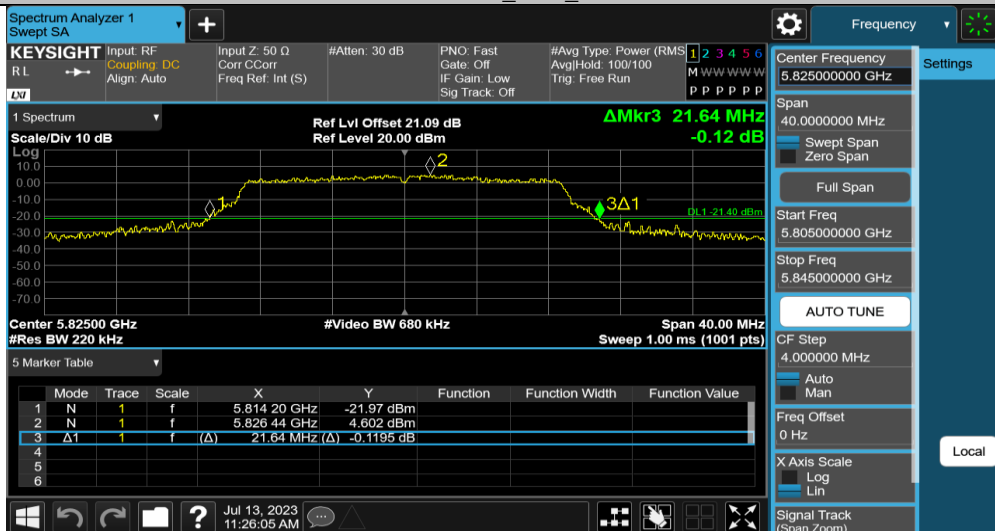 Spectrum Analyzer 1
Swept SA
+
Frequency
KEYSIGHT
R L
LXI
Input: RF
Coupling: DC
Align: Auto
Input Z: 50 Ω
Corr CCorr
Freq Ref: Int (S)
#Atten: 30 dB
PNO: Fast
Gate: Off
IF Gain: Low
Sig Track: Off
#Avg Type: Power (RMS
Avg|Hold: 100/100
Trig: Free Run
1 2 3 4 5 6
M W W W W W
P P P P P P
1 Spectrum
Scale/Div 10 dB
Ref Lvl Offset 21.09 dB
Ref Level 20.00 dBm
ΔMkr3 21.64 MHz
-0.12 dB
Log
10.0
0.00
-10.0
-20.0
-30.0
-40.0
-50.0
-60.0
-70.0
1
2
3Δ1
DL1 -21.40 dBm
Center 5.82500 GHz
#Res BW 220 kHz
#Video BW 680 kHz
Span 40.00 MHz
Sweep 1.00 ms (1001 pts)
5 Marker Table
Mode Trace Scale X Y Function Function Width Function Value
1 N 1 f 5.814 20 GHz -21.97 dBm
2 N 1 f 5.826 44 GHz 4.602 dBm
3 Δ1 1 f (Δ) 21.64 MHz (Δ) -0.1195 dB
4
5
6
?
Jul 13, 2023
11:26:05 AM
Center Frequency
5.825000000 GHz
Span
40.0000000 MHz
Swept Span
Zero Span
Full Span
Start Freq
5.805000000 GHz
Stop Freq
5.845000000 GHz
AUTO TUNE
CF Step
4.000000 MHz
Auto
Man
Freq Offset
0 Hz
X Axis Scale
Log
Lin
Signal Track
(Span Zoom)
Settings
Local